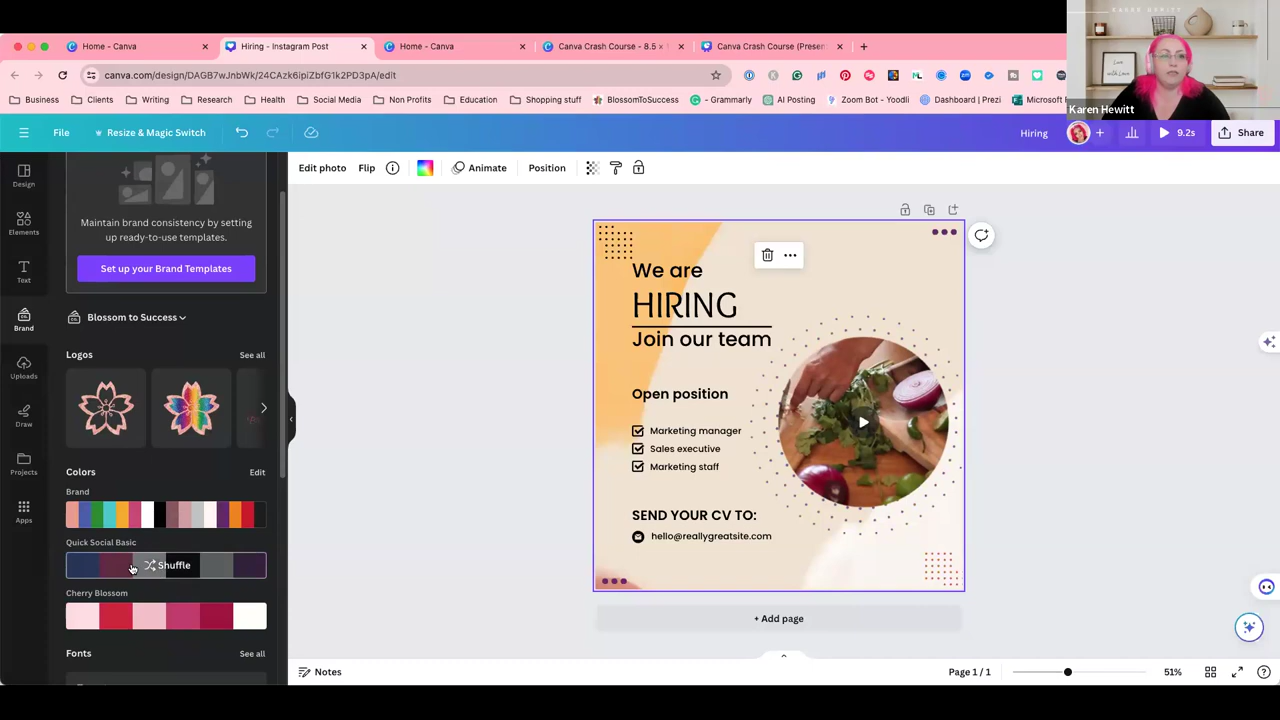 KAREN HEWITT
Home - Canva
Hiring - Instagram Post
Home - Canva
Canva Crash Course - 8.5 ×
Canva Crash Course (Presen
canva.com/design/DAGB7wJnbWk/24CAzk6ipiZbfG1k2PD3pA/edit
Business
Clients
Writing
Research
Health
Social Media
Non Profits
Education
Shopping stuff
BlossomToSuccess
- Grammarly
AI Posting
Zoom Bot - Yoodli
Dashboard | Prezi
Microsoft
Karen Hewitt
File
Resize & Magic Switch
Hiring
9.2s
Share
Edit photo
Flip
Animate
Position
Design
Elements
Text
Brand
Uploads
Draw
Projects
Apps
Maintain brand consistency by setting
up ready-to-use templates.
Set up your Brand Templates
Blossom to Success
Logos
See all
Colors
Edit
Brand
Quick Social Basic
Shuffle
Cherry Blossom
Fonts
See all
We are
HIRING
Join our team
Open position
Marketing manager
Sales executive
Marketing staff
SEND YOUR CV TO:
hello@reallygreatsite.com
+ Add page
Notes
Page 1 / 1
51%